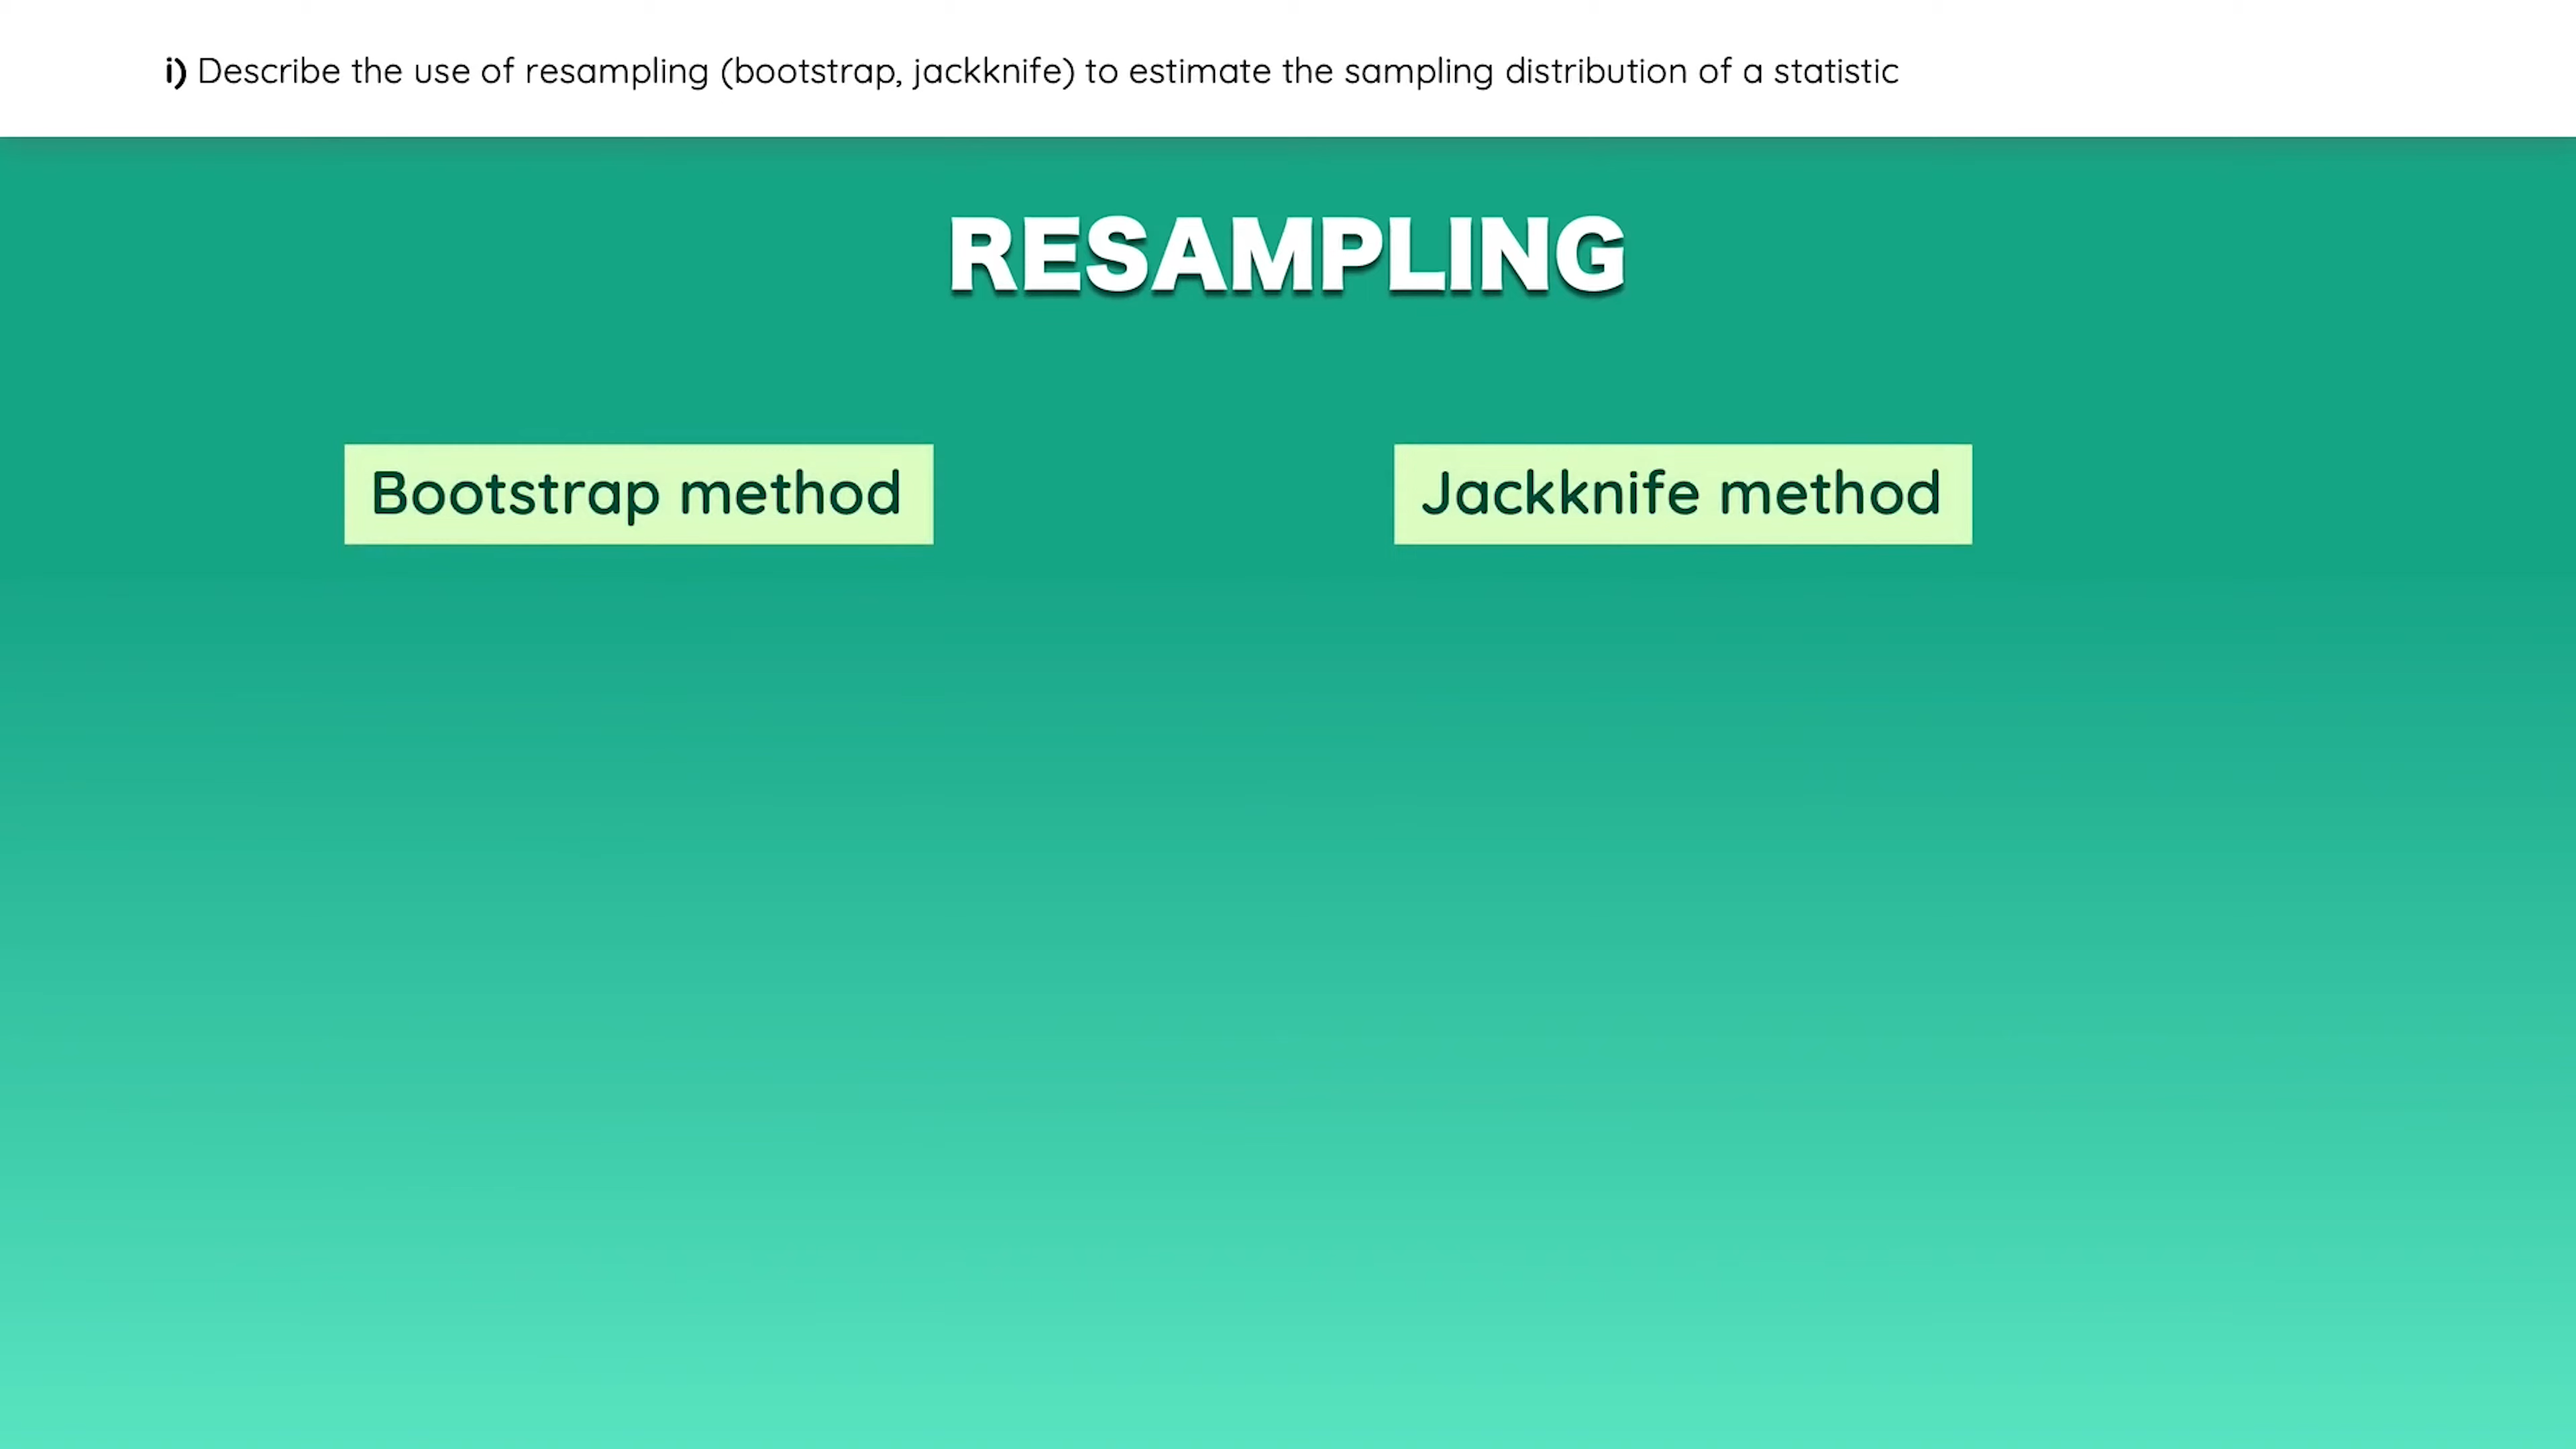 i) Describe the use of resampling (bootstrap, jackknife) to estimate the sampling distribution of a statistic
RESAMPLING
Bootstrap method
Jackknife method